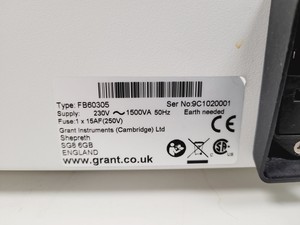 Type: FB60305 Ser No:9C1020001
Supply: 230V ~ 1500VA 50Hz Earth needed
Fuse:1 x 15AF(250V)
Grant Instruments (Cambridge) Ltd
Shepreth
SG8 6GB
ENGLAND
www.grant.co.uk